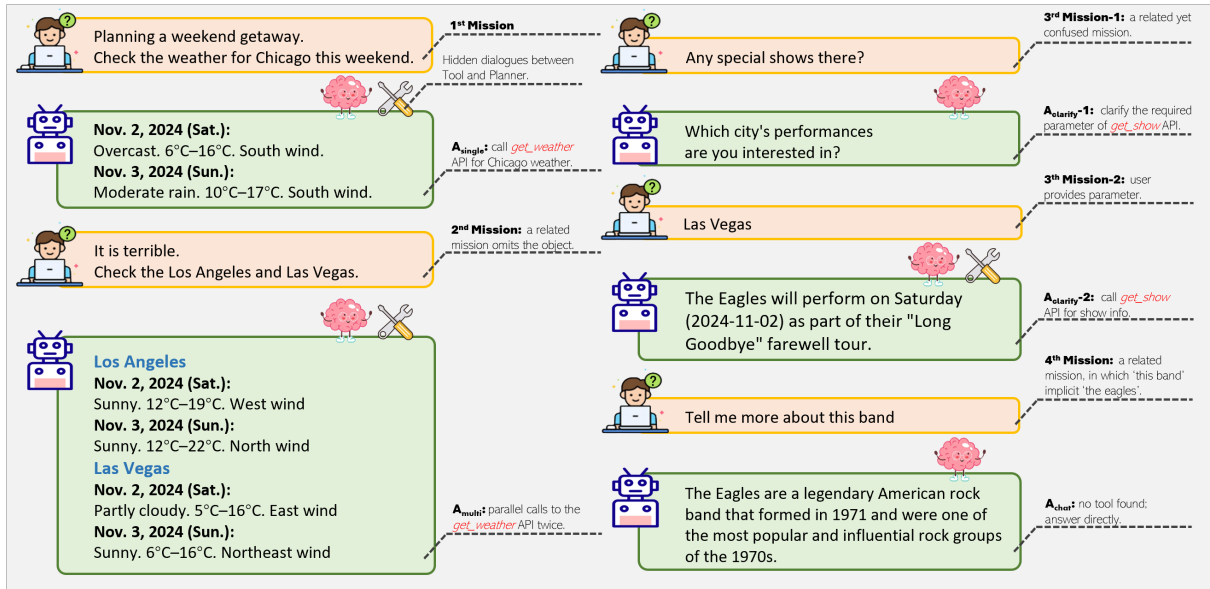 Planning a weekend getaway.
Check the weather for Chicago this weekend.
1st Mission
Hidden dialogues between
Tool and Planner.
Nov. 2, 2024 (Sat.):
Overcast. 6°C–16°C. South wind.
Nov. 3, 2024 (Sun.):
Moderate rain. 10°C–17°C. South wind.
Asingle: call get_weather
API for Chicago weather.
It is terrible.
Check the Los Angeles and Las Vegas.
2nd Mission: a related
mission omits the object.
Los Angeles
Nov. 2, 2024 (Sat.):
Sunny. 12°C–19°C. West wind
Nov. 3, 2024 (Sun.):
Sunny. 12°C–22°C. North wind
Las Vegas
Nov. 2, 2024 (Sat.):
Partly cloudy. 5°C–16°C. East wind
Nov. 3, 2024 (Sun.):
Sunny. 6°C–16°C. Northeast wind
Amulti: parallel calls to the
get_weather API twice.
Any special shows there?
3rd Mission-1: a related yet
confused mission.
Which city's performances
are you interested in?
Aclarify-1: clarify the required
parameter of get_show API.
Las Vegas
3th Mission-2: user
provides parameter.
The Eagles will perform on Saturday
(2024-11-02) as part of their "Long
Goodbye" farewell tour.
Aclarify-2: call get_show
API for show info.
Tell me more about this band
4th Mission: a related
mission, in which 'this band'
implicit 'the eagles'.
The Eagles are a legendary American rock
band that formed in 1971 and were one of
the most popular and influential rock groups
of the 1970s.
Achat: no tool found;
answer directly.